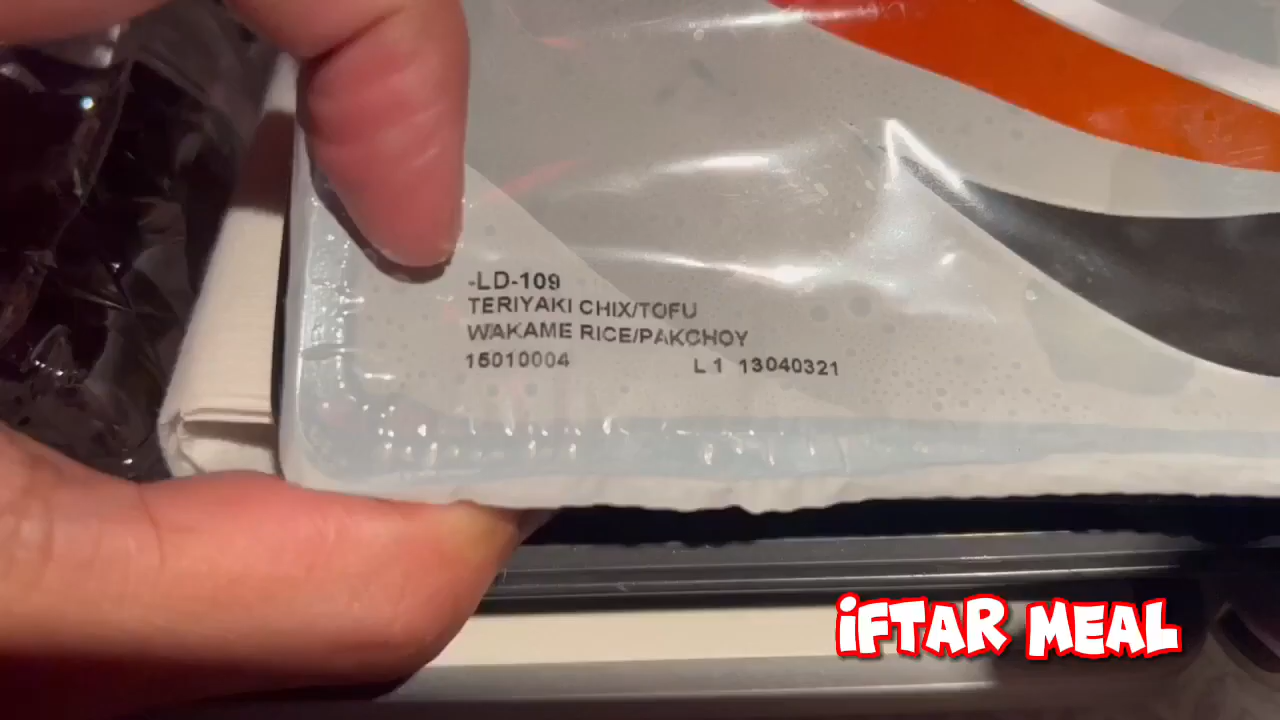 -LD-109
TERIYAKI CHIX/TOFU
WAKAME RICE/PAKCHOY
15010004 L 1 13040321
iFTAR MEAL